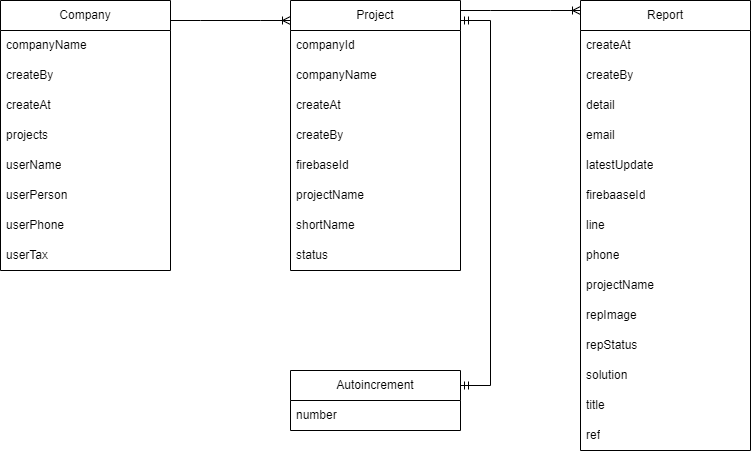 Company
companyName
createBy
createAt
projects
userName
userPerson
userPhone
userTax
Project
companyId
companyName
createAt
createBy
firebaseId
projectName
shortName
status
Autoincrement
number
Report
createAt
createBy
detail
email
latestUpdate
firebaaseId
line
phone
projectName
repImage
repStatus
solution
title
ref